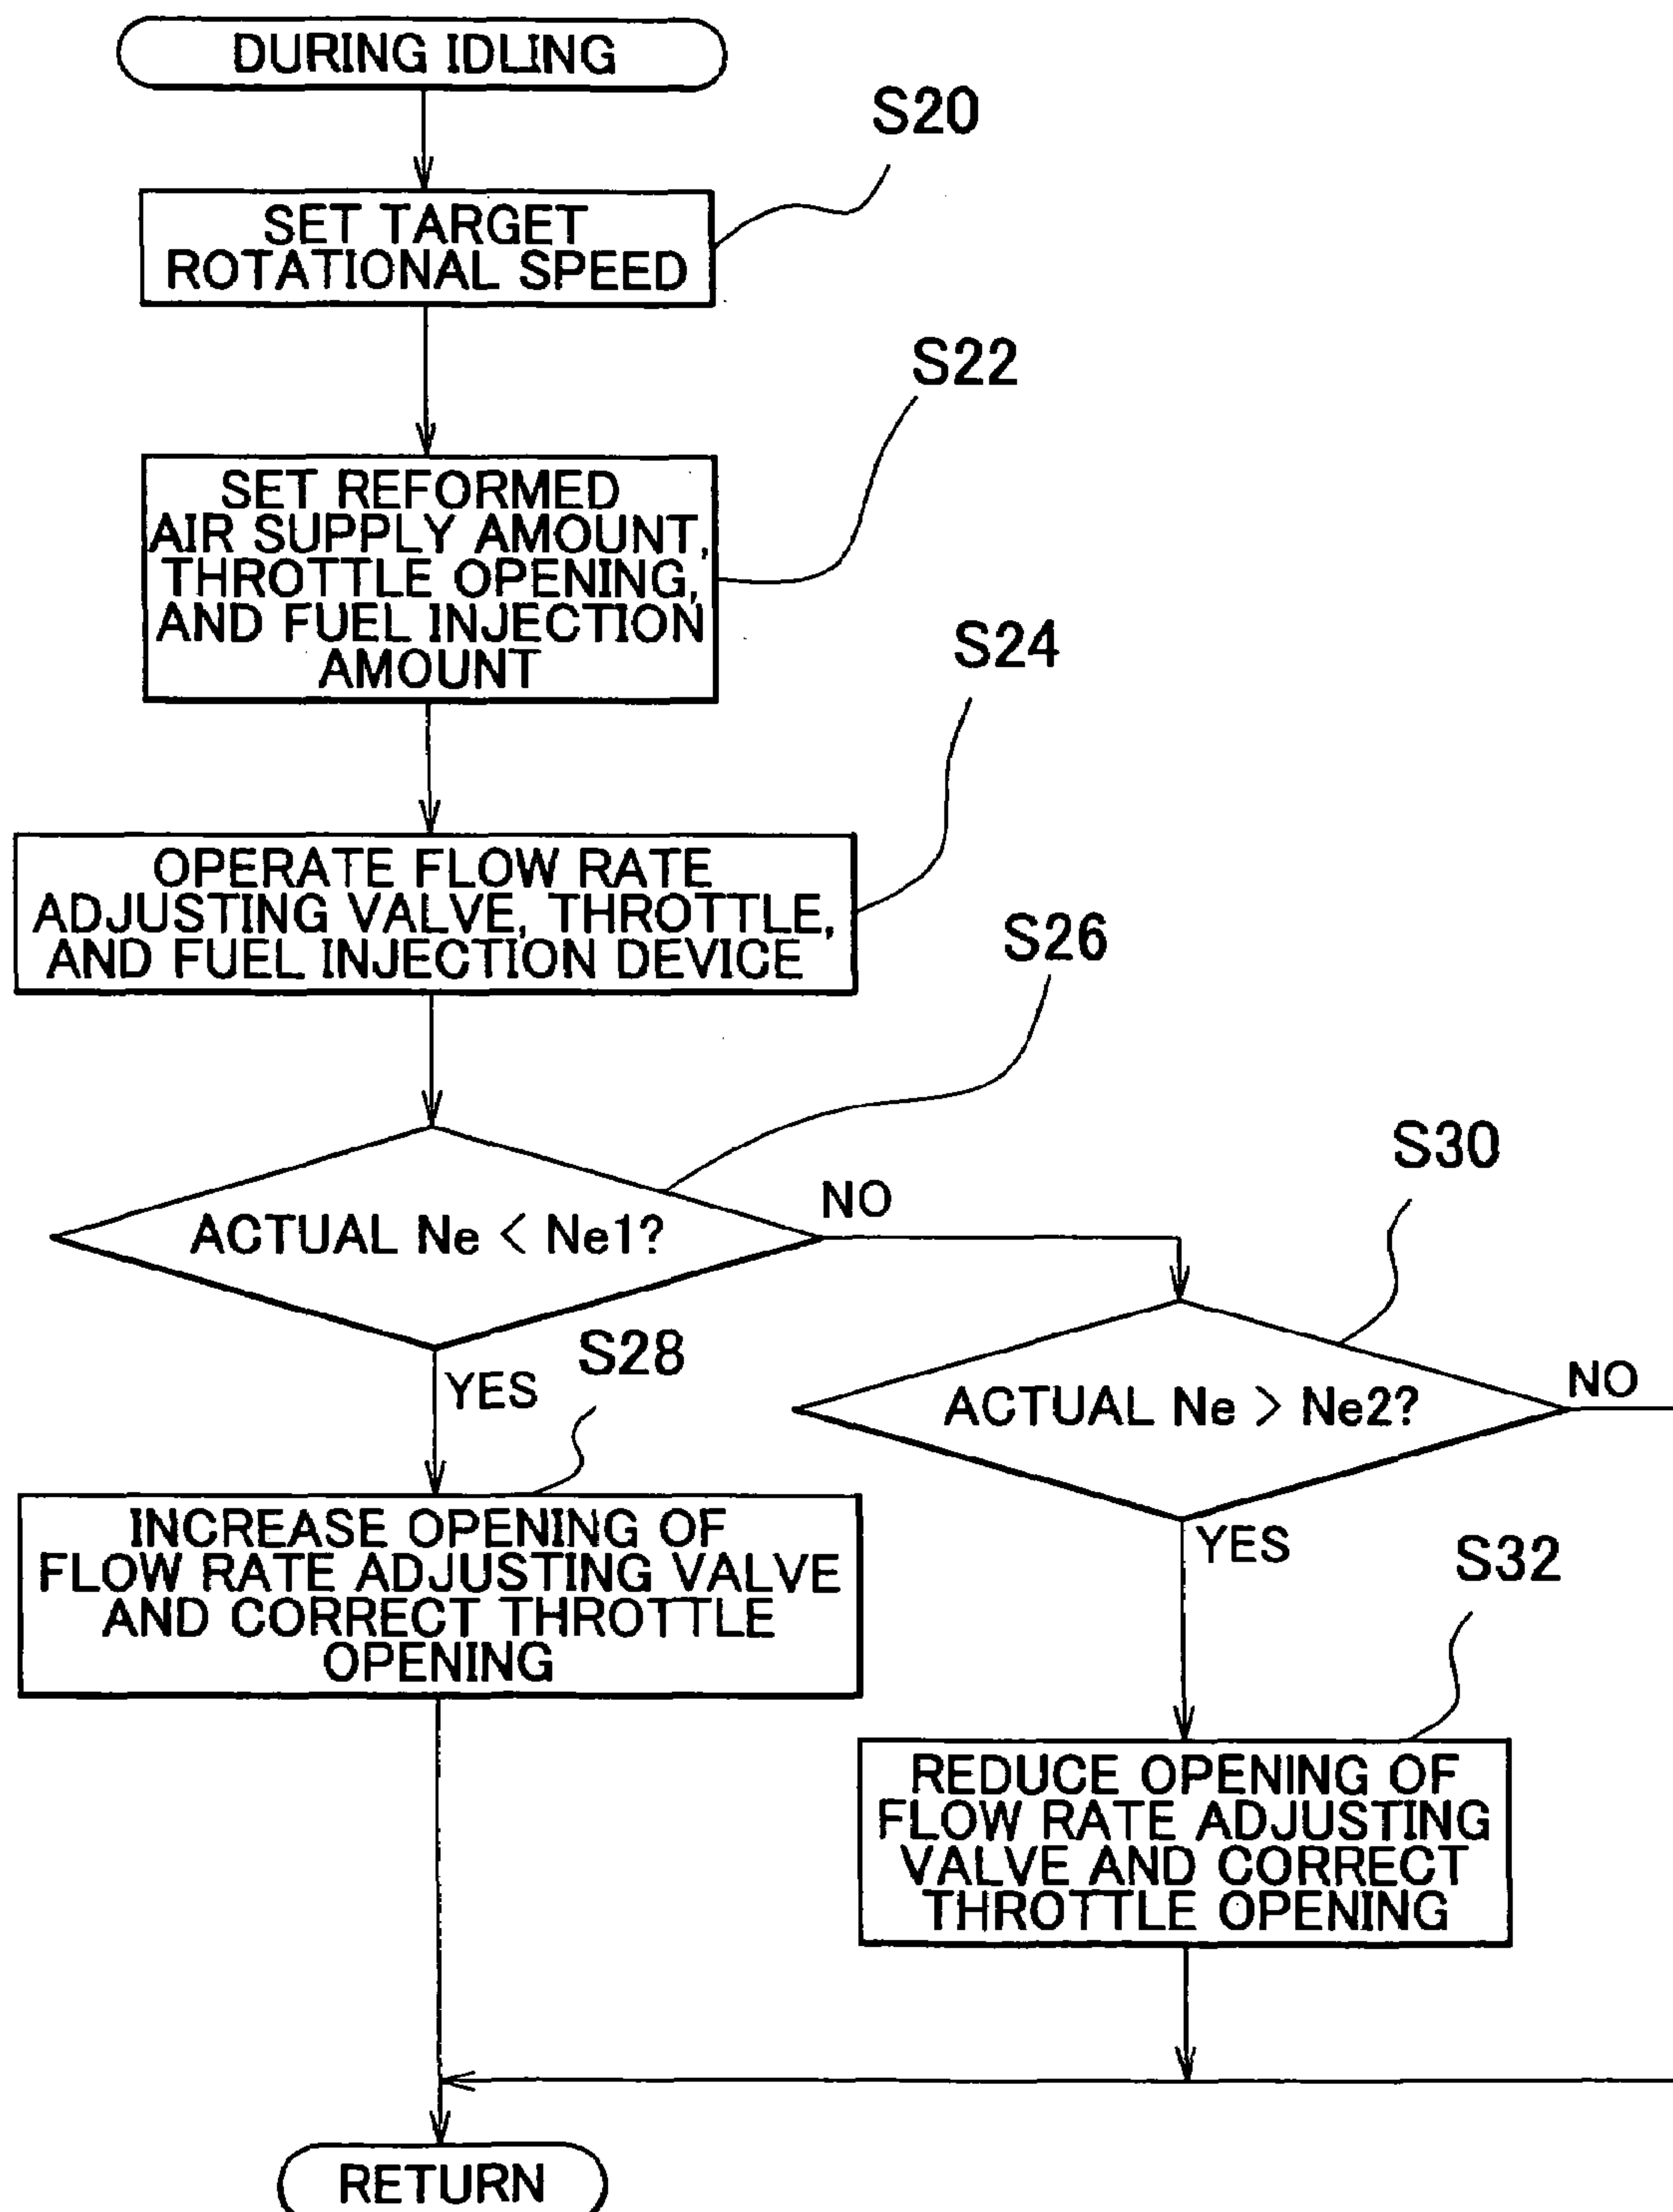 DURING IDLING
S20
SET TARGET
ROTATIONAL SPEED
S22
SET REFORMED
AIR SUPPLY AMOUNT,
THROTTLE OPENING,
AND FUEL INJECTION
AMOUNT
S24
OPERATE FLOW RATE
ADJUSTING VALVE, THROTTLE,
AND FUEL INJECTION DEVICE
S26
ACTUAL Ne < Ne1?
NO
YES
S28
INCREASE OPENING OF
FLOW RATE ADJUSTING VALVE
AND CORRECT THROTTLE
OPENING
S30
ACTUAL Ne > Ne2?
NO
YES
S32
REDUCE OPENING OF
FLOW RATE ADJUSTING
VALVE AND CORRECT
THROTTLE OPENING
RETURN